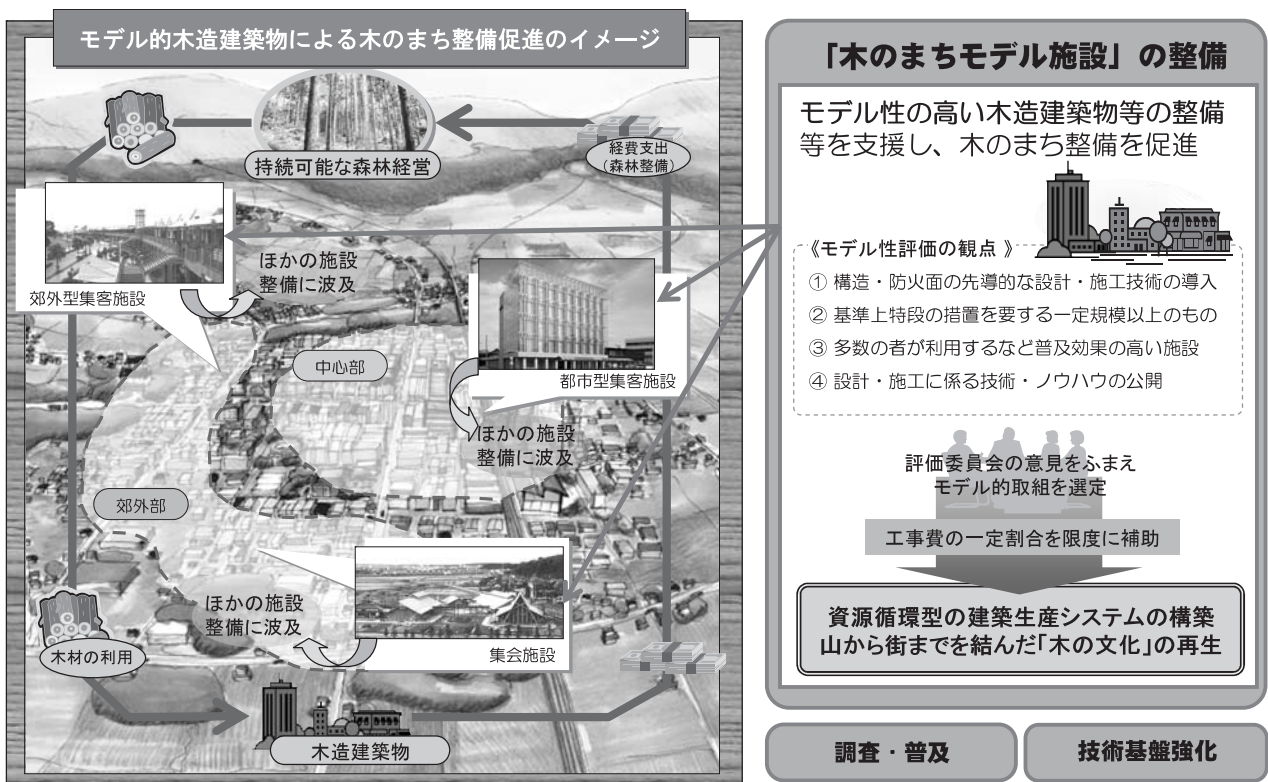 モデル的木造建築物による木のまち整備促進のイメージ
持続可能な森林経営
経費支出
(森林整備)
郊外型集客施設
ほかの施設
整備に波及
中心部
都市型集客施設
ほかの施設
整備に波及
郊外部
ほかの施設
整備に波及
集会施設
木材の利用
木造建築物
「木のまちモデル施設」の整備
モデル性の高い木造建築物等の整備
等を支援し、木のまち整備を促進
《モデル性評価の観点 》
① 構造・防火面の先導的な設計・施工技術の導入
② 基準上特段の措置を要する一定規模以上のもの
③ 多数の者が利用するなど普及効果の高い施設
④ 設計・施工に係る技術・ノウハウの公開
評価委員会の意見をふまえ
モデル的取組を選定
工事費の一定割合を限度に補助
資源循環型の建築生産システムの構築
山から街までを結んだ「木の文化」の再生
調査・普及
技術基盤強化